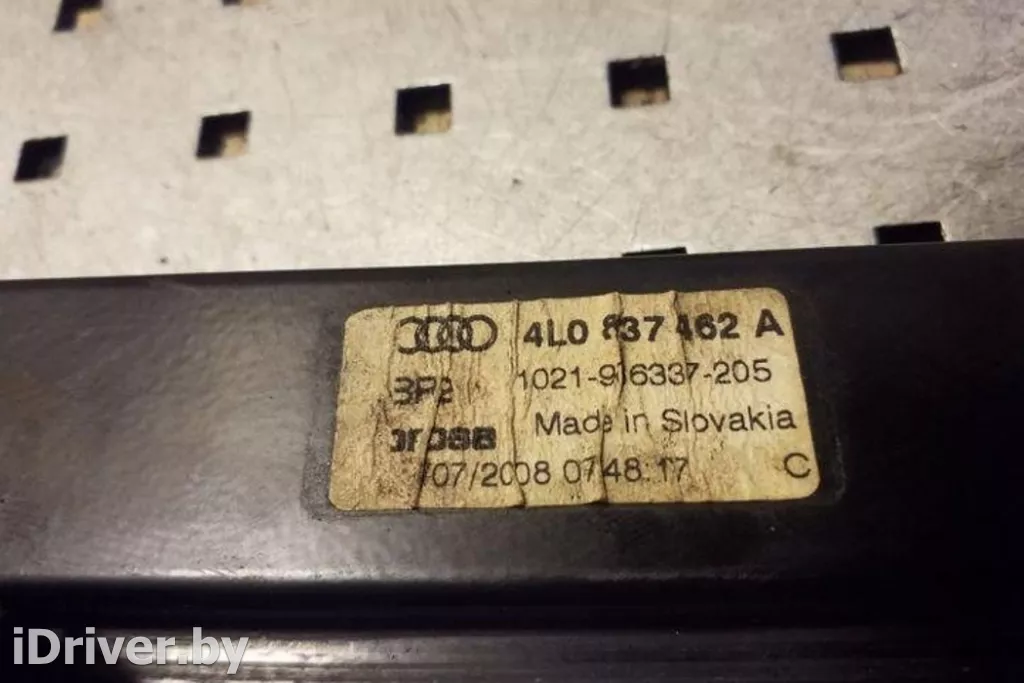 4L0 837 462 A
1021-916337-205
Made in Slovakia
07/2008 07:48:17 C
iDriver.by